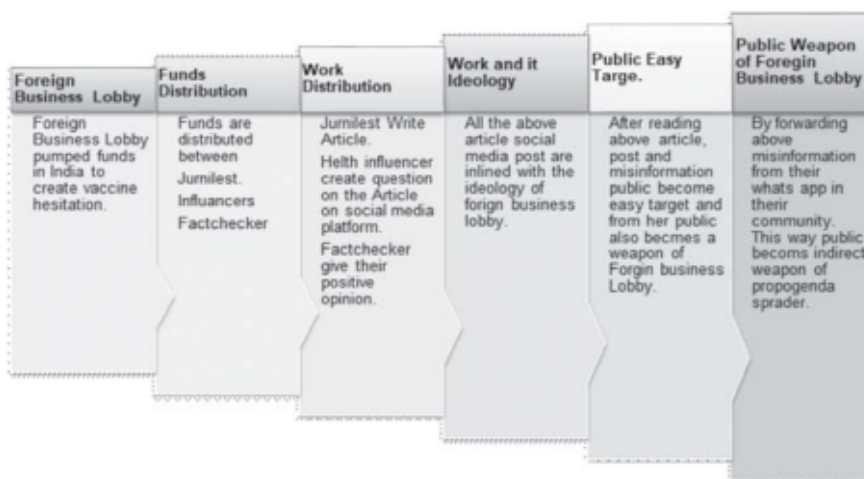 Foreign
Business Lobby
Foreign
Business Lobby
pumped funds
in India to
create vaccine
hesitation.
Funds
Distribution
Funds are
distributed
between
Jurnilest.
Influancers
Factchecker
Work
Distribution
Jurnilest Write
Article.
Helth influencer
create question
on the Article
on social media
platform.
Factchecker
give their
positive
opinion.
Work and it
Ideology
All the above
article social
media post are
inlined with the
ideology of
forign business
lobby.
Public Easy
Targe.
After reading
above article,
post and
misinformation
public become
easy target and
from her public
also becmes a
weapon of
Forgin business
Lobby.
Public Weapon
of Foregin
Business Lobby
By forwarding
above
misinformation
from their
whats app in
therir
community.
This way public
becoms indirect
weapon of
propogenda
sprader.